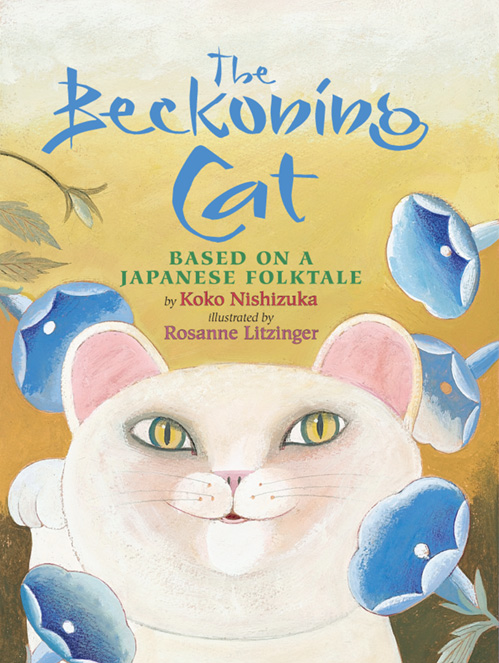 The
Beckoning
Cat
BASED ON A
JAPANESE FOLKTALE
by Koko Nishizuka
illustrated by
Rosanne Litzinger